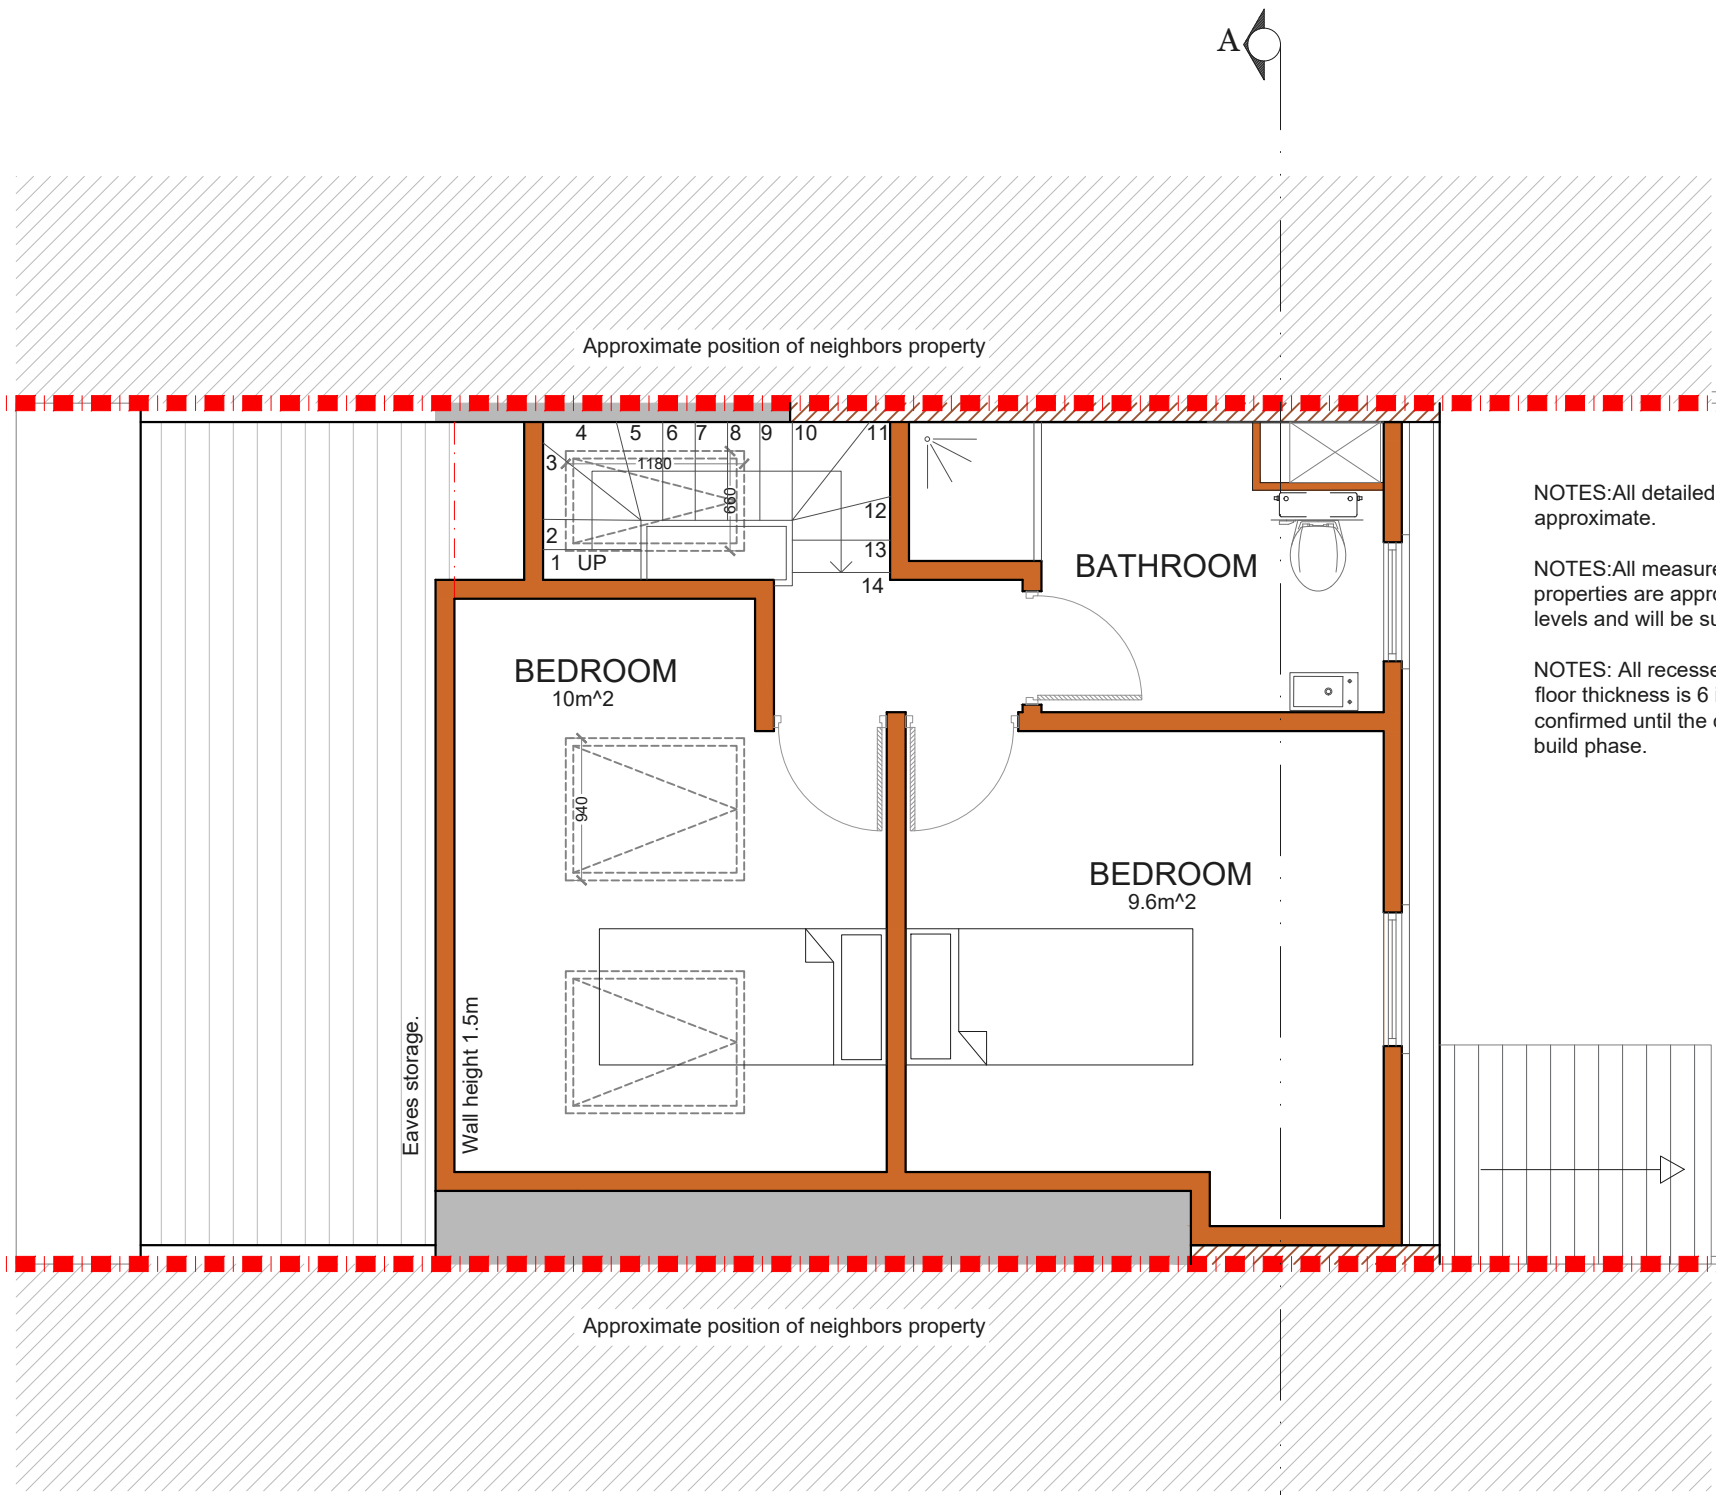 A
Approximate position of neighbors property
4 5 6 7 8 9 10 11
3
1180
660
2
12
1 UP
13
14
BATHROOM
NOTES:All detailed
approximate.
NOTES:All measure
properties are appro
levels and will be su
NOTES: All recesse
floor thickness is 6
confirmed until the
build phase.
BEDROOM
10m^2
940
BEDROOM
9.6m^2
Eaves storage.
Wall height 1.5m
Approximate position of neighbors property